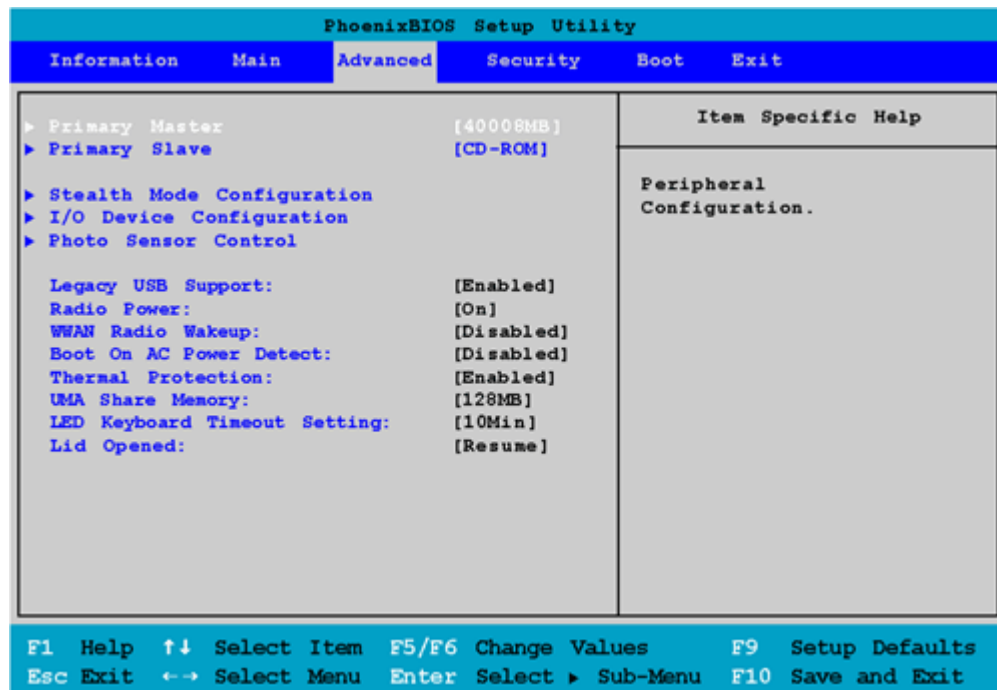 PhoenixBIOS Setup Utility
Information Main Advanced Security Boot Exit
▶ Primary Master [40008MB]
▶ Primary Slave [CD-ROM]
▶ Stealth Mode Configuration
▶ I/O Device Configuration
▶ Photo Sensor Control
Legacy USB Support: [Enabled]
Radio Power: [On]
WWAN Radio Wakeup: [Disabled]
Boot On AC Power Detect: [Disabled]
Thermal Protection: [Enabled]
UMA Share Memory: [128MB]
LED Keyboard Timeout Setting: [10Min]
Lid Opened: [Resume]
Item Specific Help
Peripheral
Configuration.
F1 Help ↑↓ Select Item F5/F6 Change Values F9 Setup Defaults
Esc Exit ←→ Select Menu Enter Select ▶ Sub-Menu F10 Save and Exit